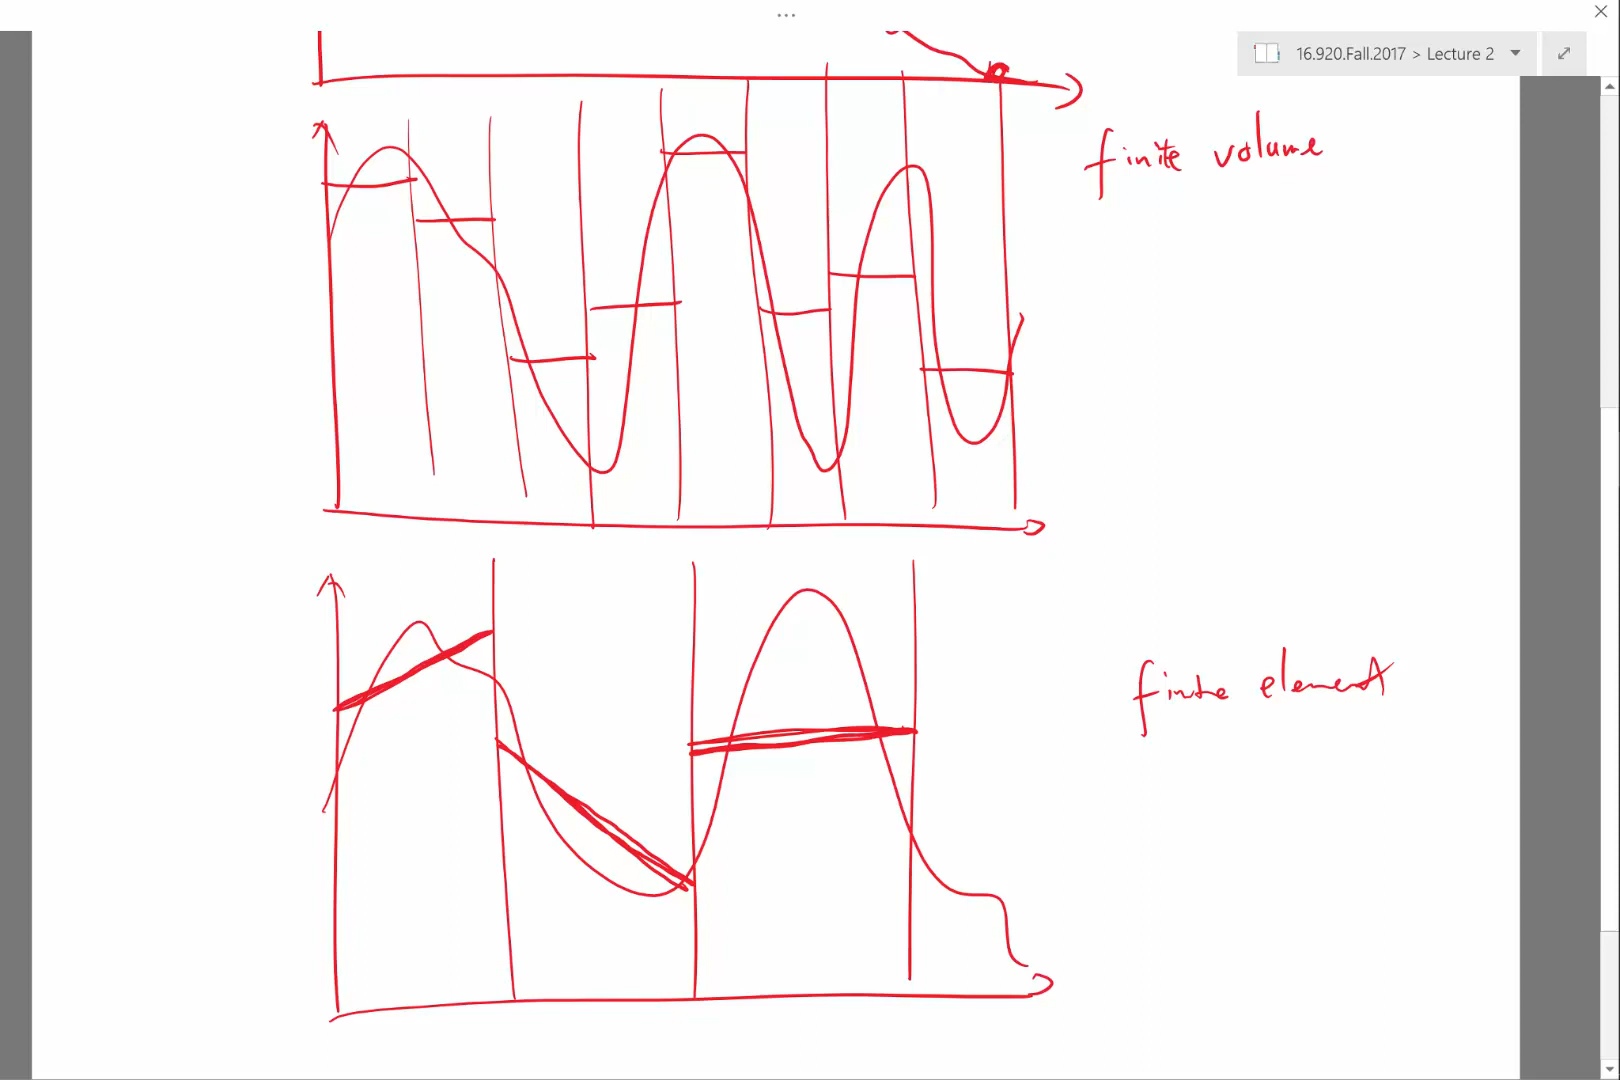 16.920.Fall.2017 > Lecture 2
finite volume
finite element